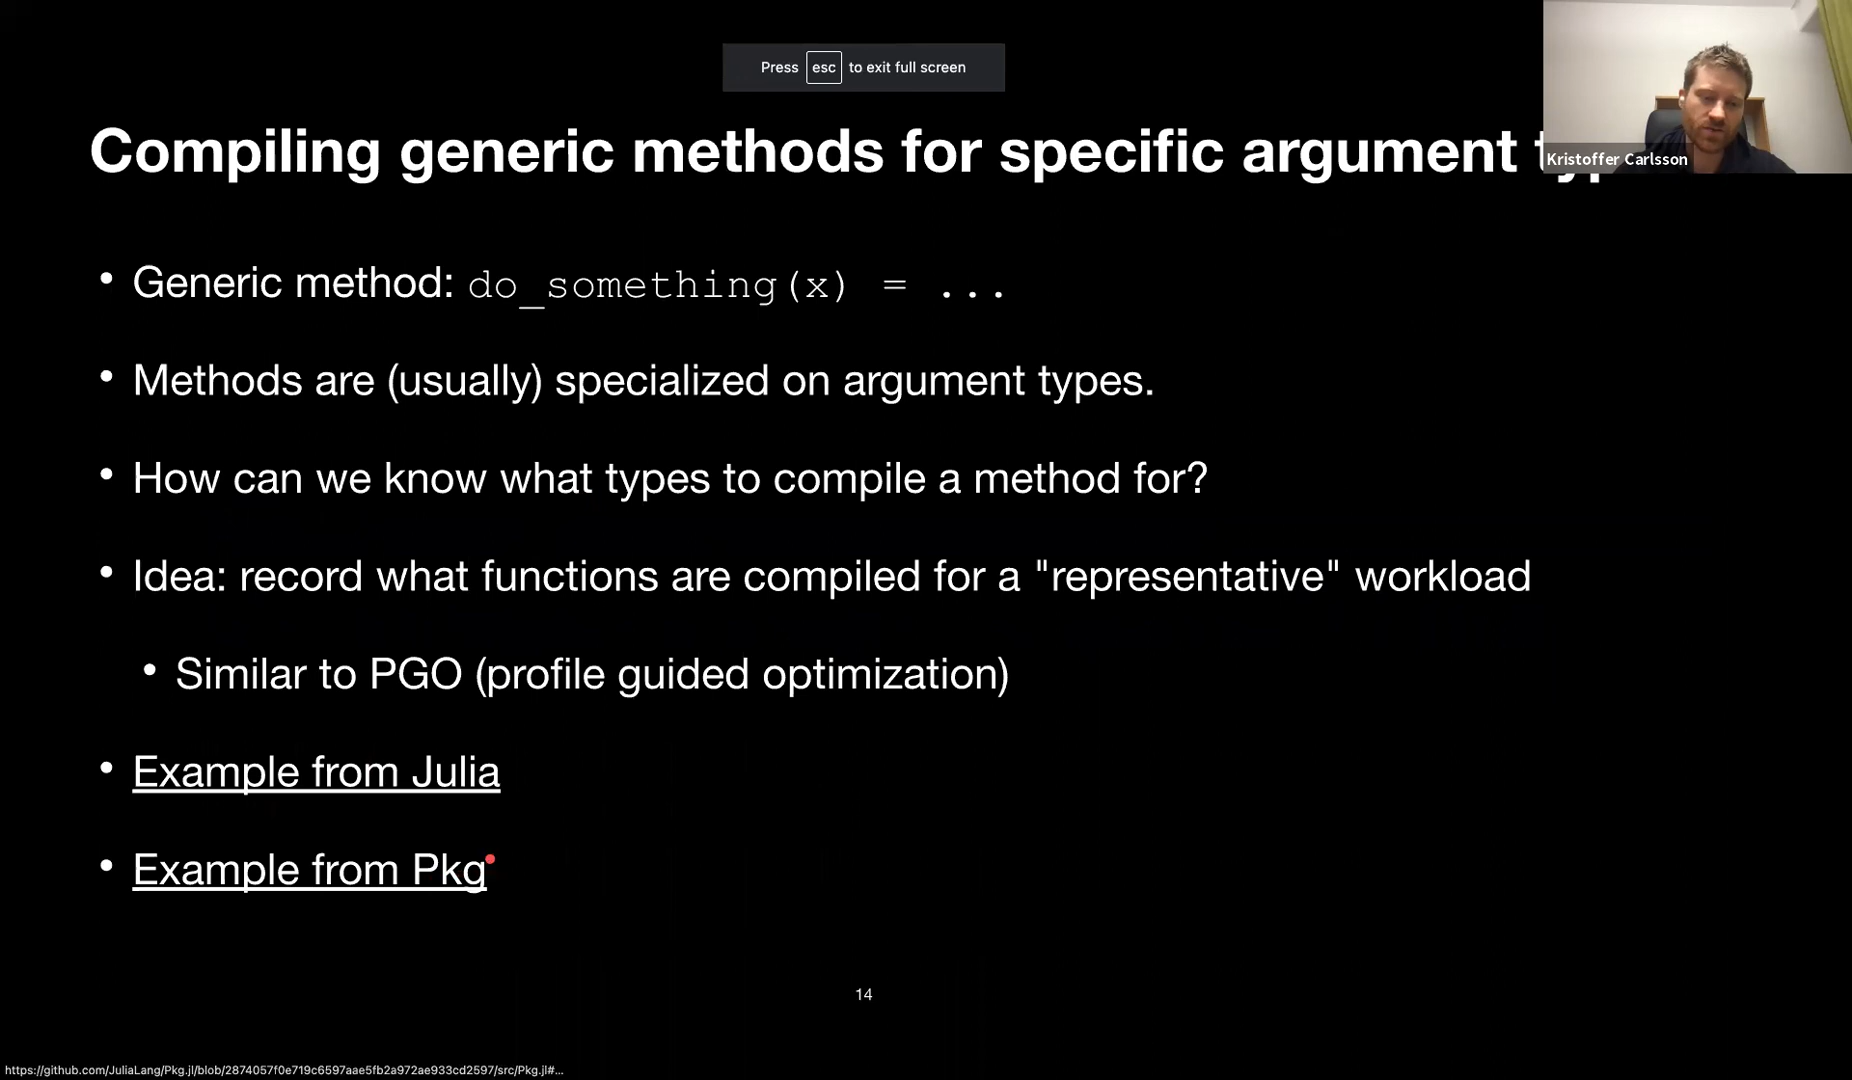 Press esc to exit full screen
Kristoffer Carlsson
Compiling generic methods for specific argument
• Generic method: do_something(x) = ...
• Methods are (usually) specialized on argument types.
• How can we know what types to compile a method for?
• Idea: record what functions are compiled for a "representative" workload
• Similar to PGO (profile guided optimization)
• Example from Julia
• Example from Pkg
14
https://github.com/JuliaLang/Pkg.jl/blob/2874057f0e719c6597aae5fb2a972ae933cd2597/src/Pkg.jl#...